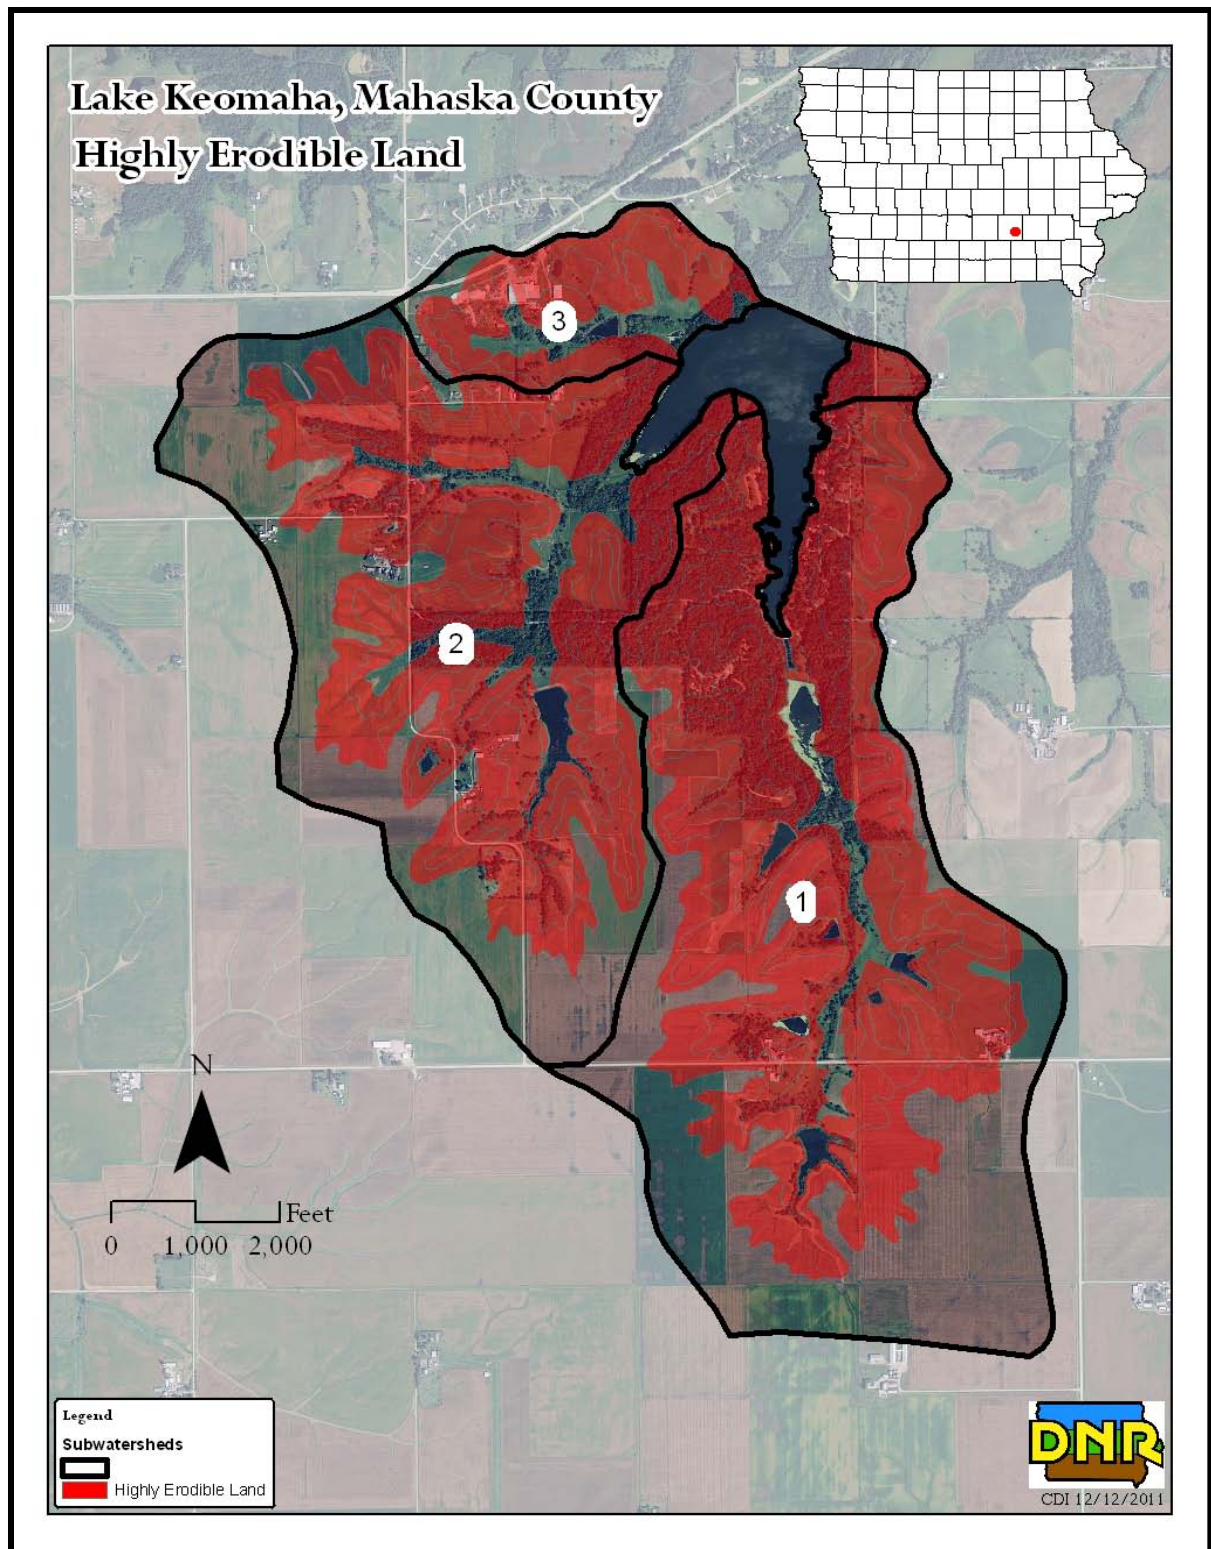 Lake Keomaha, Mahaska County
Highly Erodible Land
3
2
1
N
Feet
0 1,000 2,000
Legend
Subwatersheds
Highly Erodible Land
DNR
CDI 12/12/2011